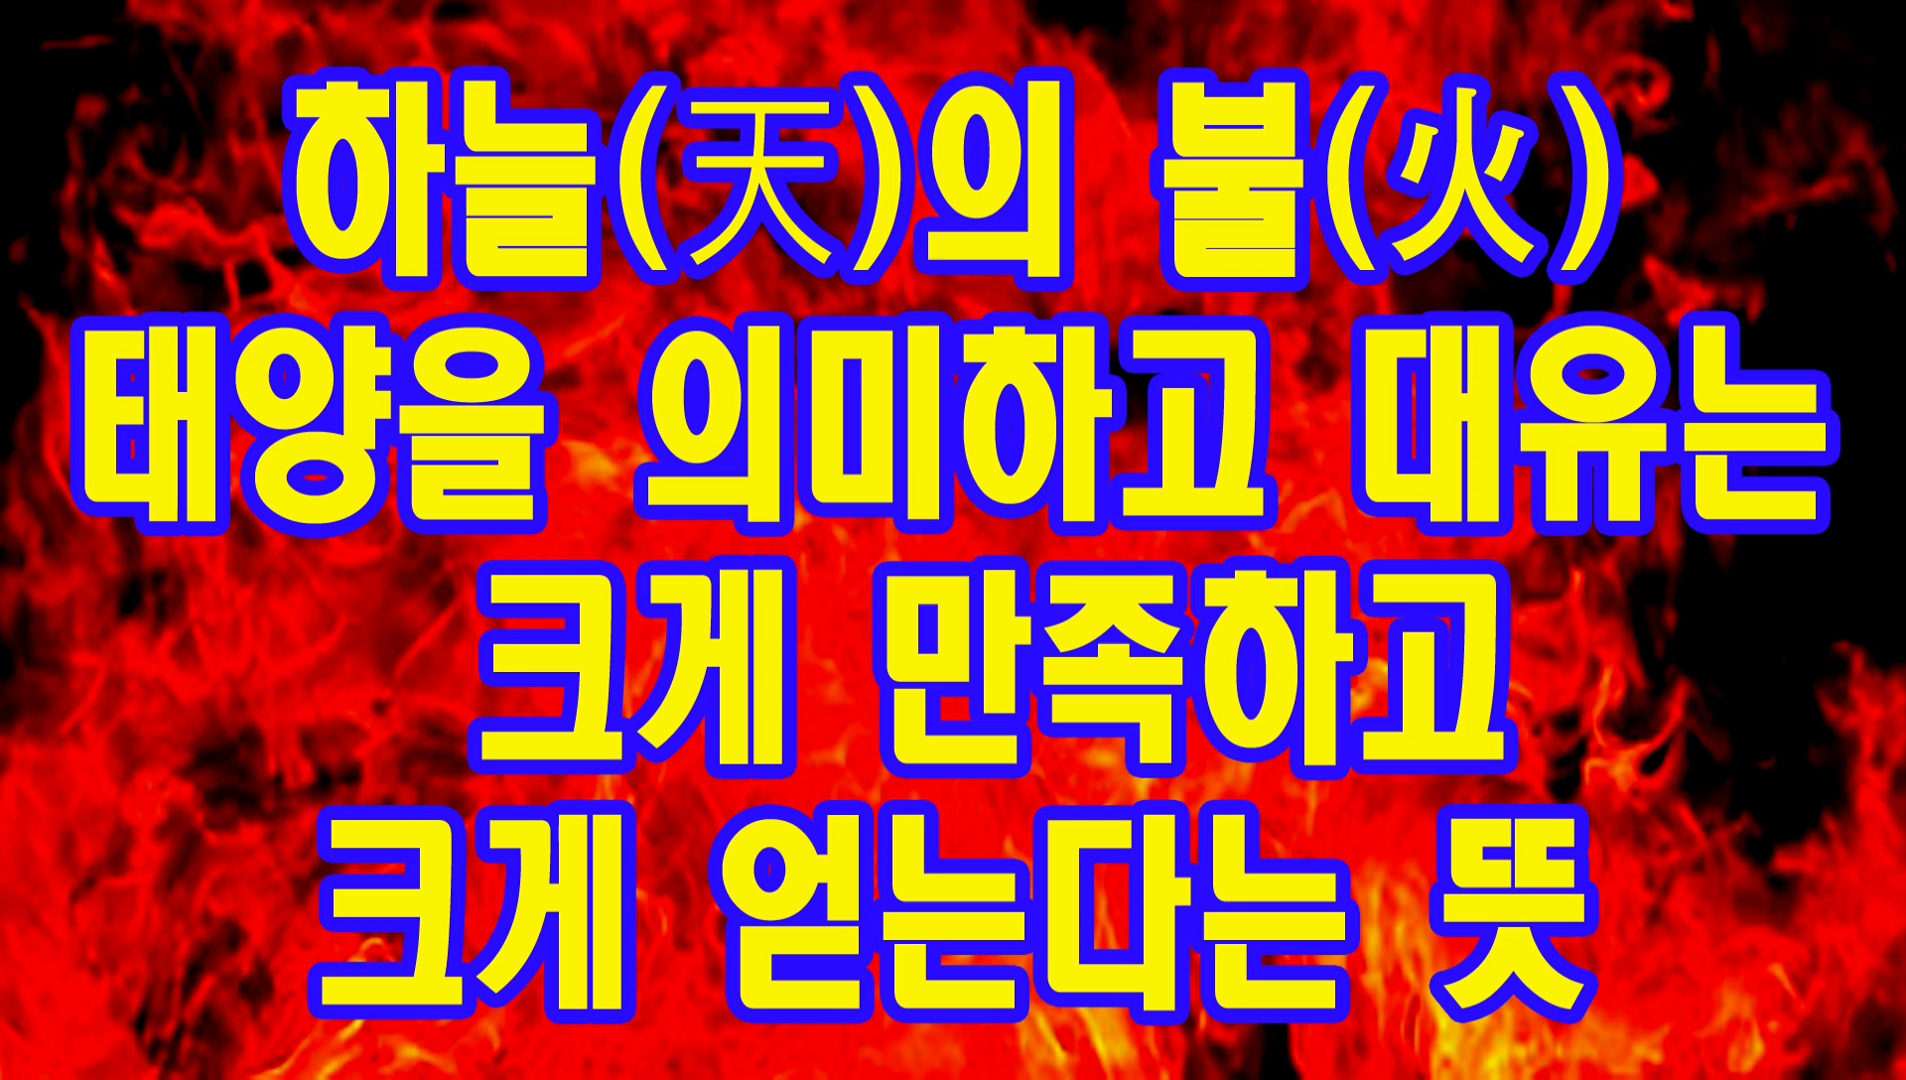 하늘(天)의 불(火)
태양을 의미하고 대유는
크게 만족하고
크게 얻는다는 뜻